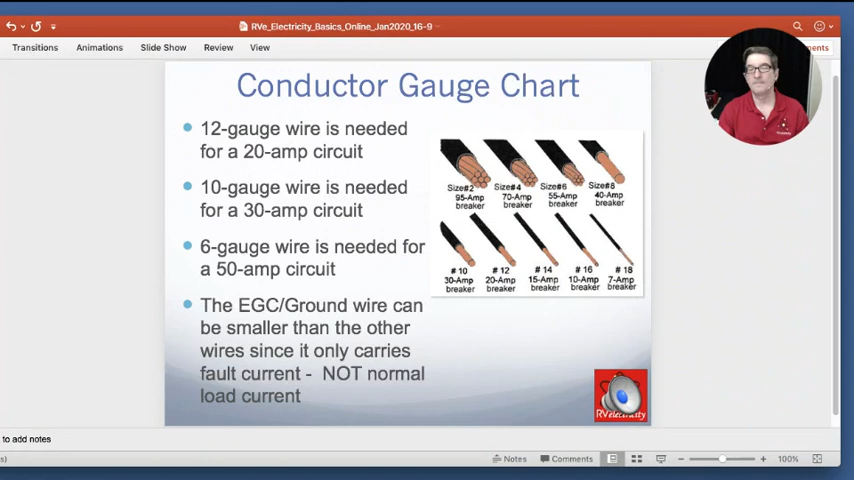 RVe_Electricity_Basics_Online_Jan2020_16-9
Transitions Animations Slide Show Review View
Conductor Gauge Chart
12-gauge wire is needed
for a 20-amp circuit
10-gauge wire is needed
for a 30-amp circuit
6-gauge wire is needed for
a 50-amp circuit
The EGC/Ground wire can
be smaller than the other
wires since it only carries
fault current - NOT normal
load current
Size#2 Size#4 Size#6 Size#8
95-Amp 70-Amp 55-Amp 40-Amp
breaker breaker breaker breaker
# 10 # 12 # 14 # 16 # 18
30-Amp 20-Amp 15-Amp 10-Amp 7-Amp
breaker breaker breaker breaker breaker
RVelectricity
to add notes
Notes Comments 100%